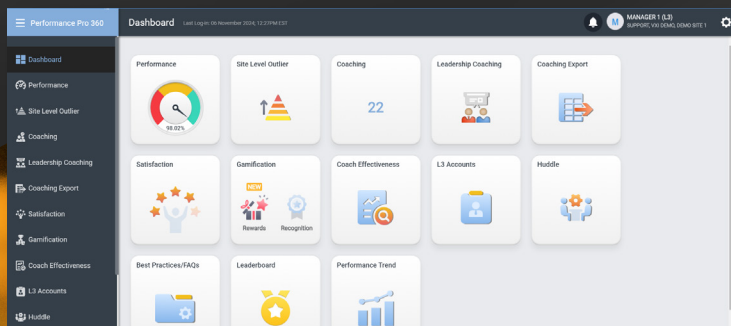 Performance Pro 360
Dashboard
Last Log in: 06 November 2024, 12:27PM EST
M
MANAGER 1 (L3)
SUPPORT, VXI DEMO, DEMO SITE 1
Dashboard
Performance
Site Level Outlier
Coaching
Leadership Coaching
Coaching Export
Satisfaction
Gamification
Coach Effectiveness
L3 Accounts
Huddle
Performance
98.02%
Site Level Outlier
Coaching
22
Leadership Coaching
Coaching Export
Satisfaction
Gamification
NEW
Rewards
Recognition
Coach Effectiveness
L3 Accounts
Huddle
Best Practices/FAQs
Leaderboard
Performance Trend